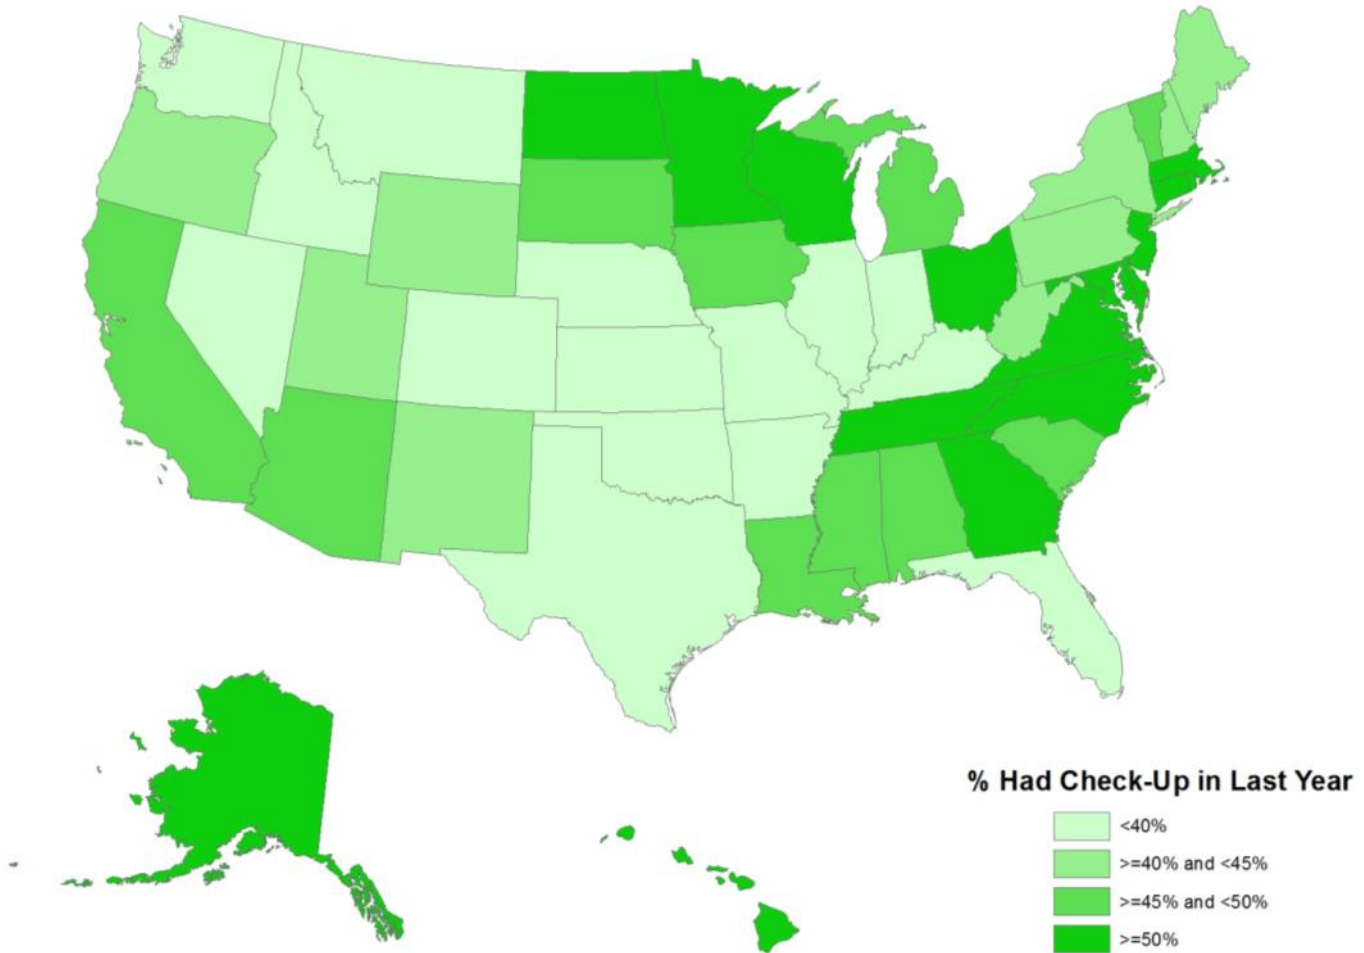 % Had Check-Up in Last Year
<40%
>=40% and <45%
>=45% and <50%
>=50%